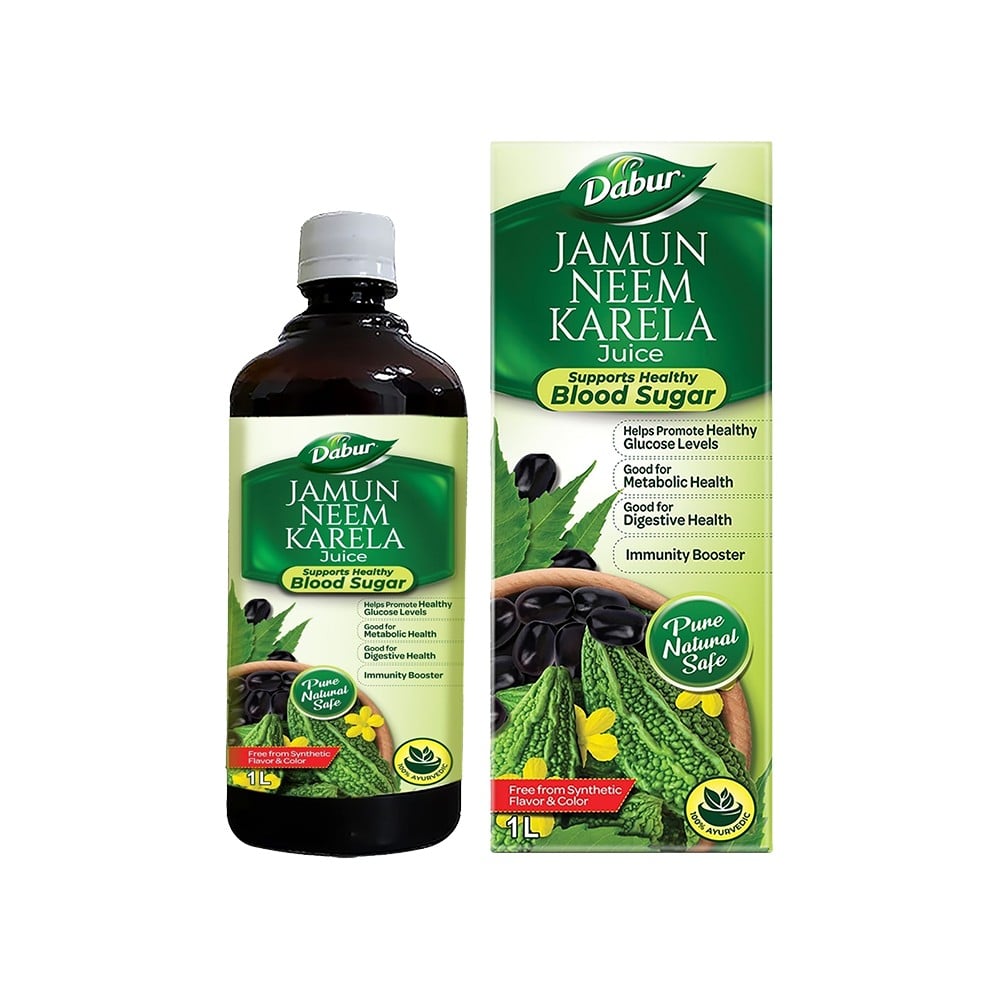 Dabur
JAMUN
NEEM
KARELA
Juice
Supports Healthy
Blood Sugar
Helps Promote Healthy
Glucose Levels
Good for
Metabolic Health
Good for
Digestive Health
Immunity Booster
Pure
Natural
Safe
Free from Synthetic
Flavor & Color
1L
100% AYURVEDIC
Dabur
JAMUN
NEEM
KARELA
Juice
Supports Healthy
Blood Sugar
Helps Promote Healthy
Glucose Levels
Good for
Metabolic Health
Good for
Digestive Health
Immunity Booster
Pure
Natural
Safe
Free from Synthetic
Flavor & Color
1L
100% AYURVEDIC